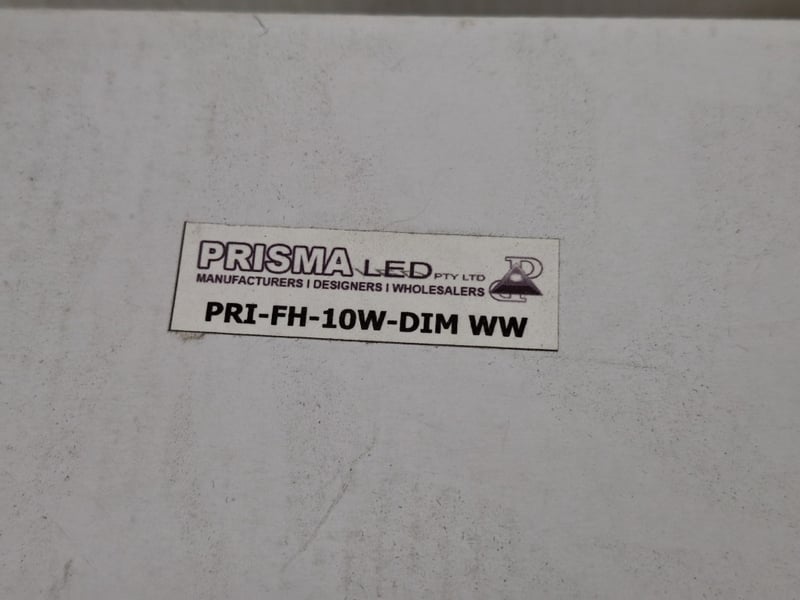 PRISMA LED PTY LTD
MANUFACTURERS | DESIGNERS | WHOLESALERS
PRI-FH-10W-DIM WW